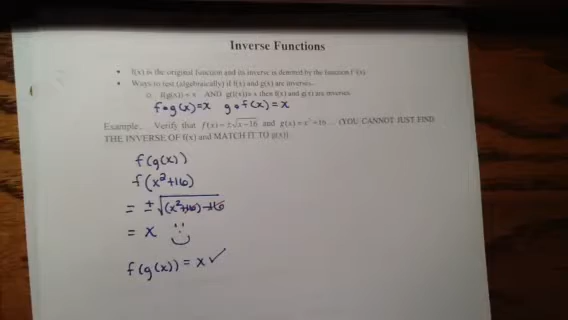 Inverse Functions
• f(x) is the original function and its inverse is denoted by the function f⁻¹(x)
• Ways to test (algebraically) if f(x) and g(x) are inverses...
o f(g(x)) = x AND g(f(x)) = x then f(x) and g(x) are inverses
f∘g(x)=x g∘f(x)=x
Example... Verify that f(x)=±√x-16 and g(x)=x²+16 ... (YOU CANNOT JUST FIND
THE INVERSE OF f(x) and MATCH IT TO g(x))
f(g(x))
f(x²+16)
= ±√(x²+16)-16
= x
f(g(x)) = x ✓